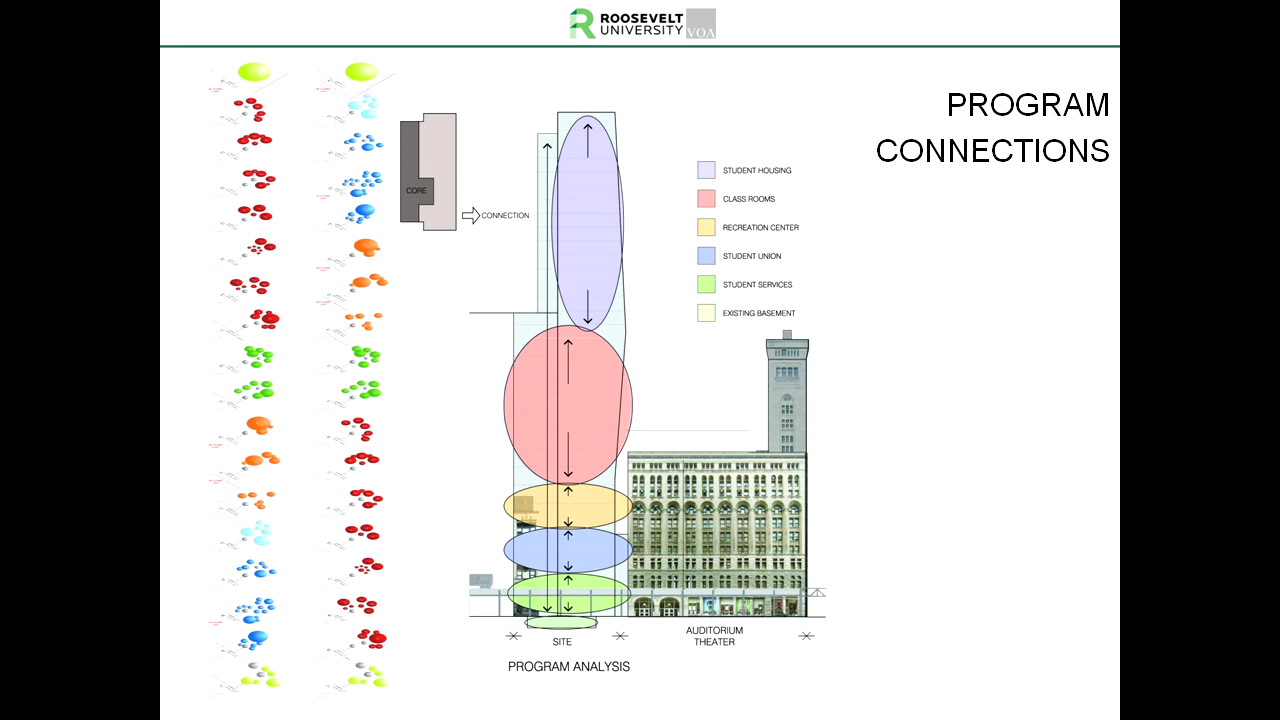 ROOSEVELT
UNIVERSITY
VOA
PROGRAM
CONNECTIONS
CORE
CONNECTION
STUDENT HOUSING
CLASS ROOMS
RECREATION CENTER
STUDENT UNION
STUDENT SERVICES
EXISTING BASEMENT
SITE
AUDITORIUM
THEATER
PROGRAM ANALYSIS